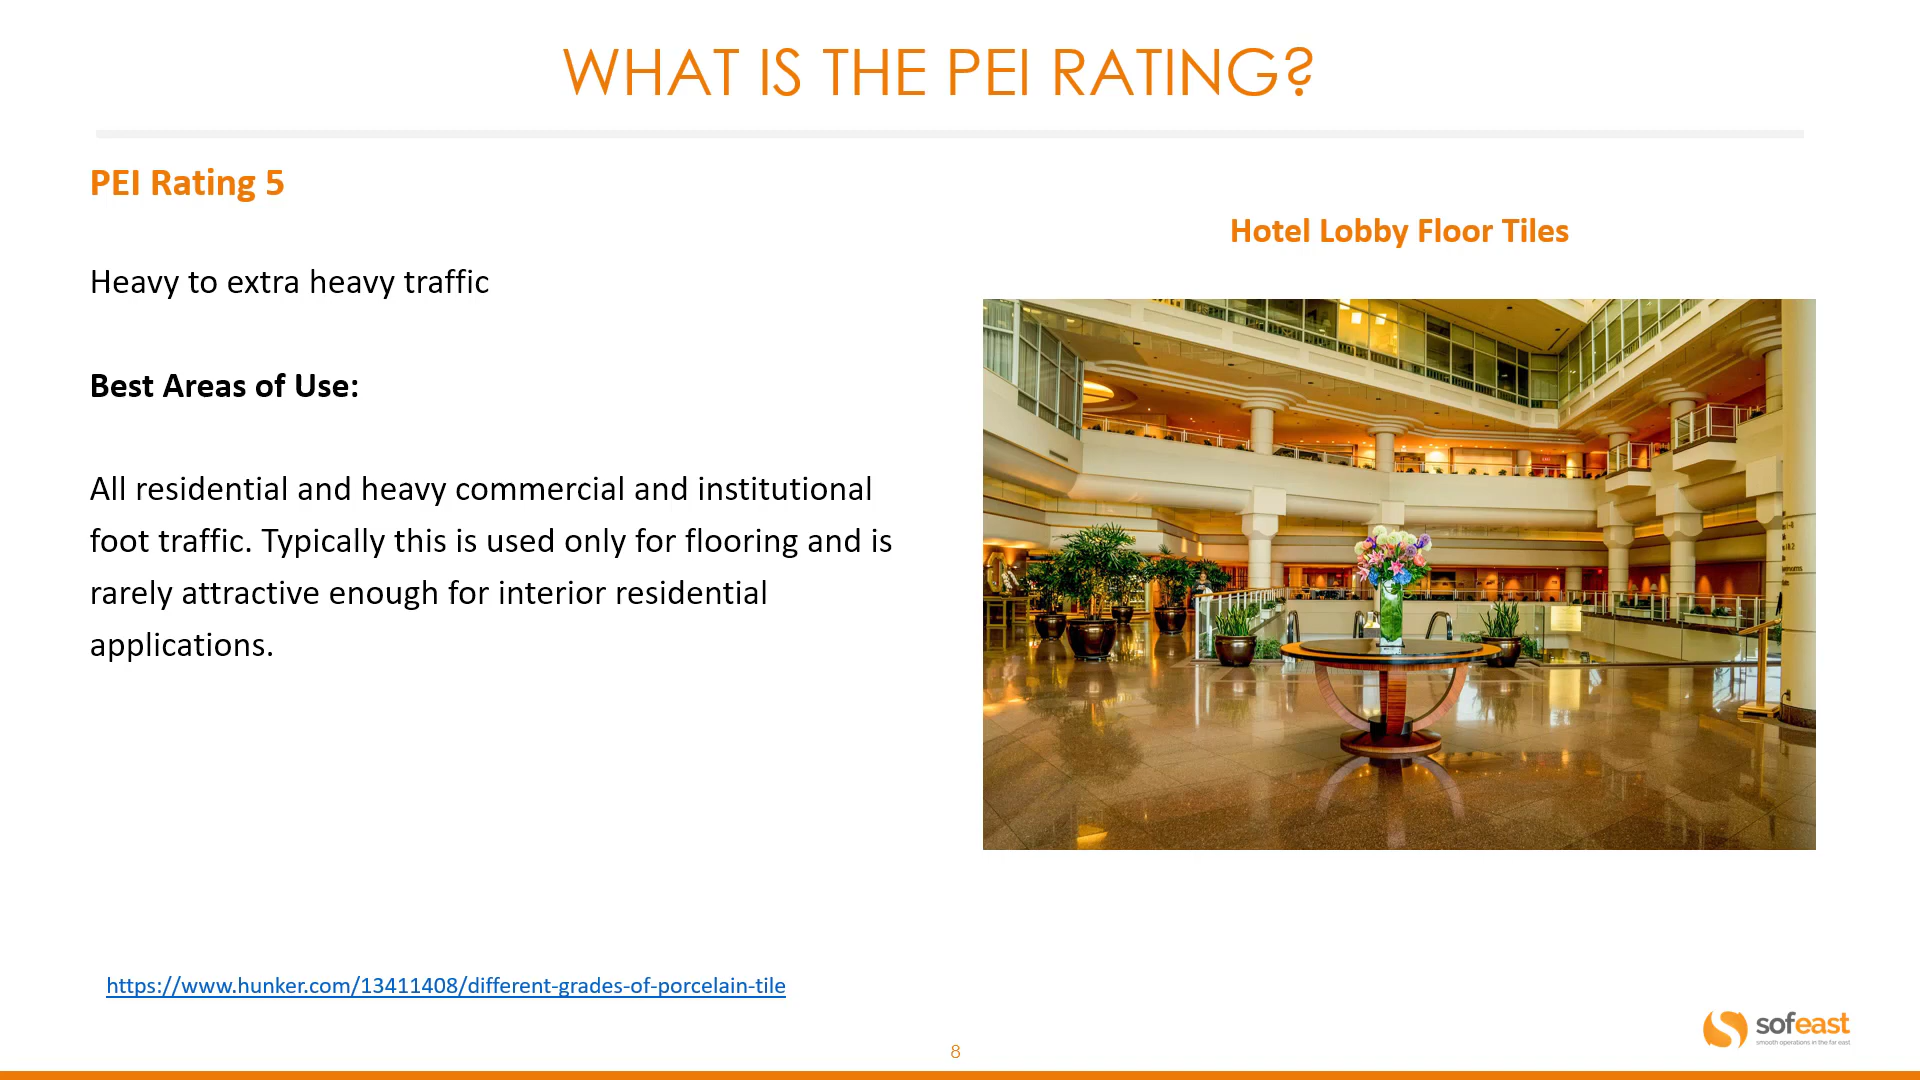 WHAT IS THE PEI RATING?
PEI Rating 5
Heavy to extra heavy traffic
Best Areas of Use:
All residential and heavy commercial and institutional
foot traffic. Typically this is used only for flooring and is
rarely attractive enough for interior residential
applications.
Hotel Lobby Floor Tiles
https://www.hunker.com/13411408/different-grades-of-porcelain-tile
sofeast
smooth operations in the far east
8